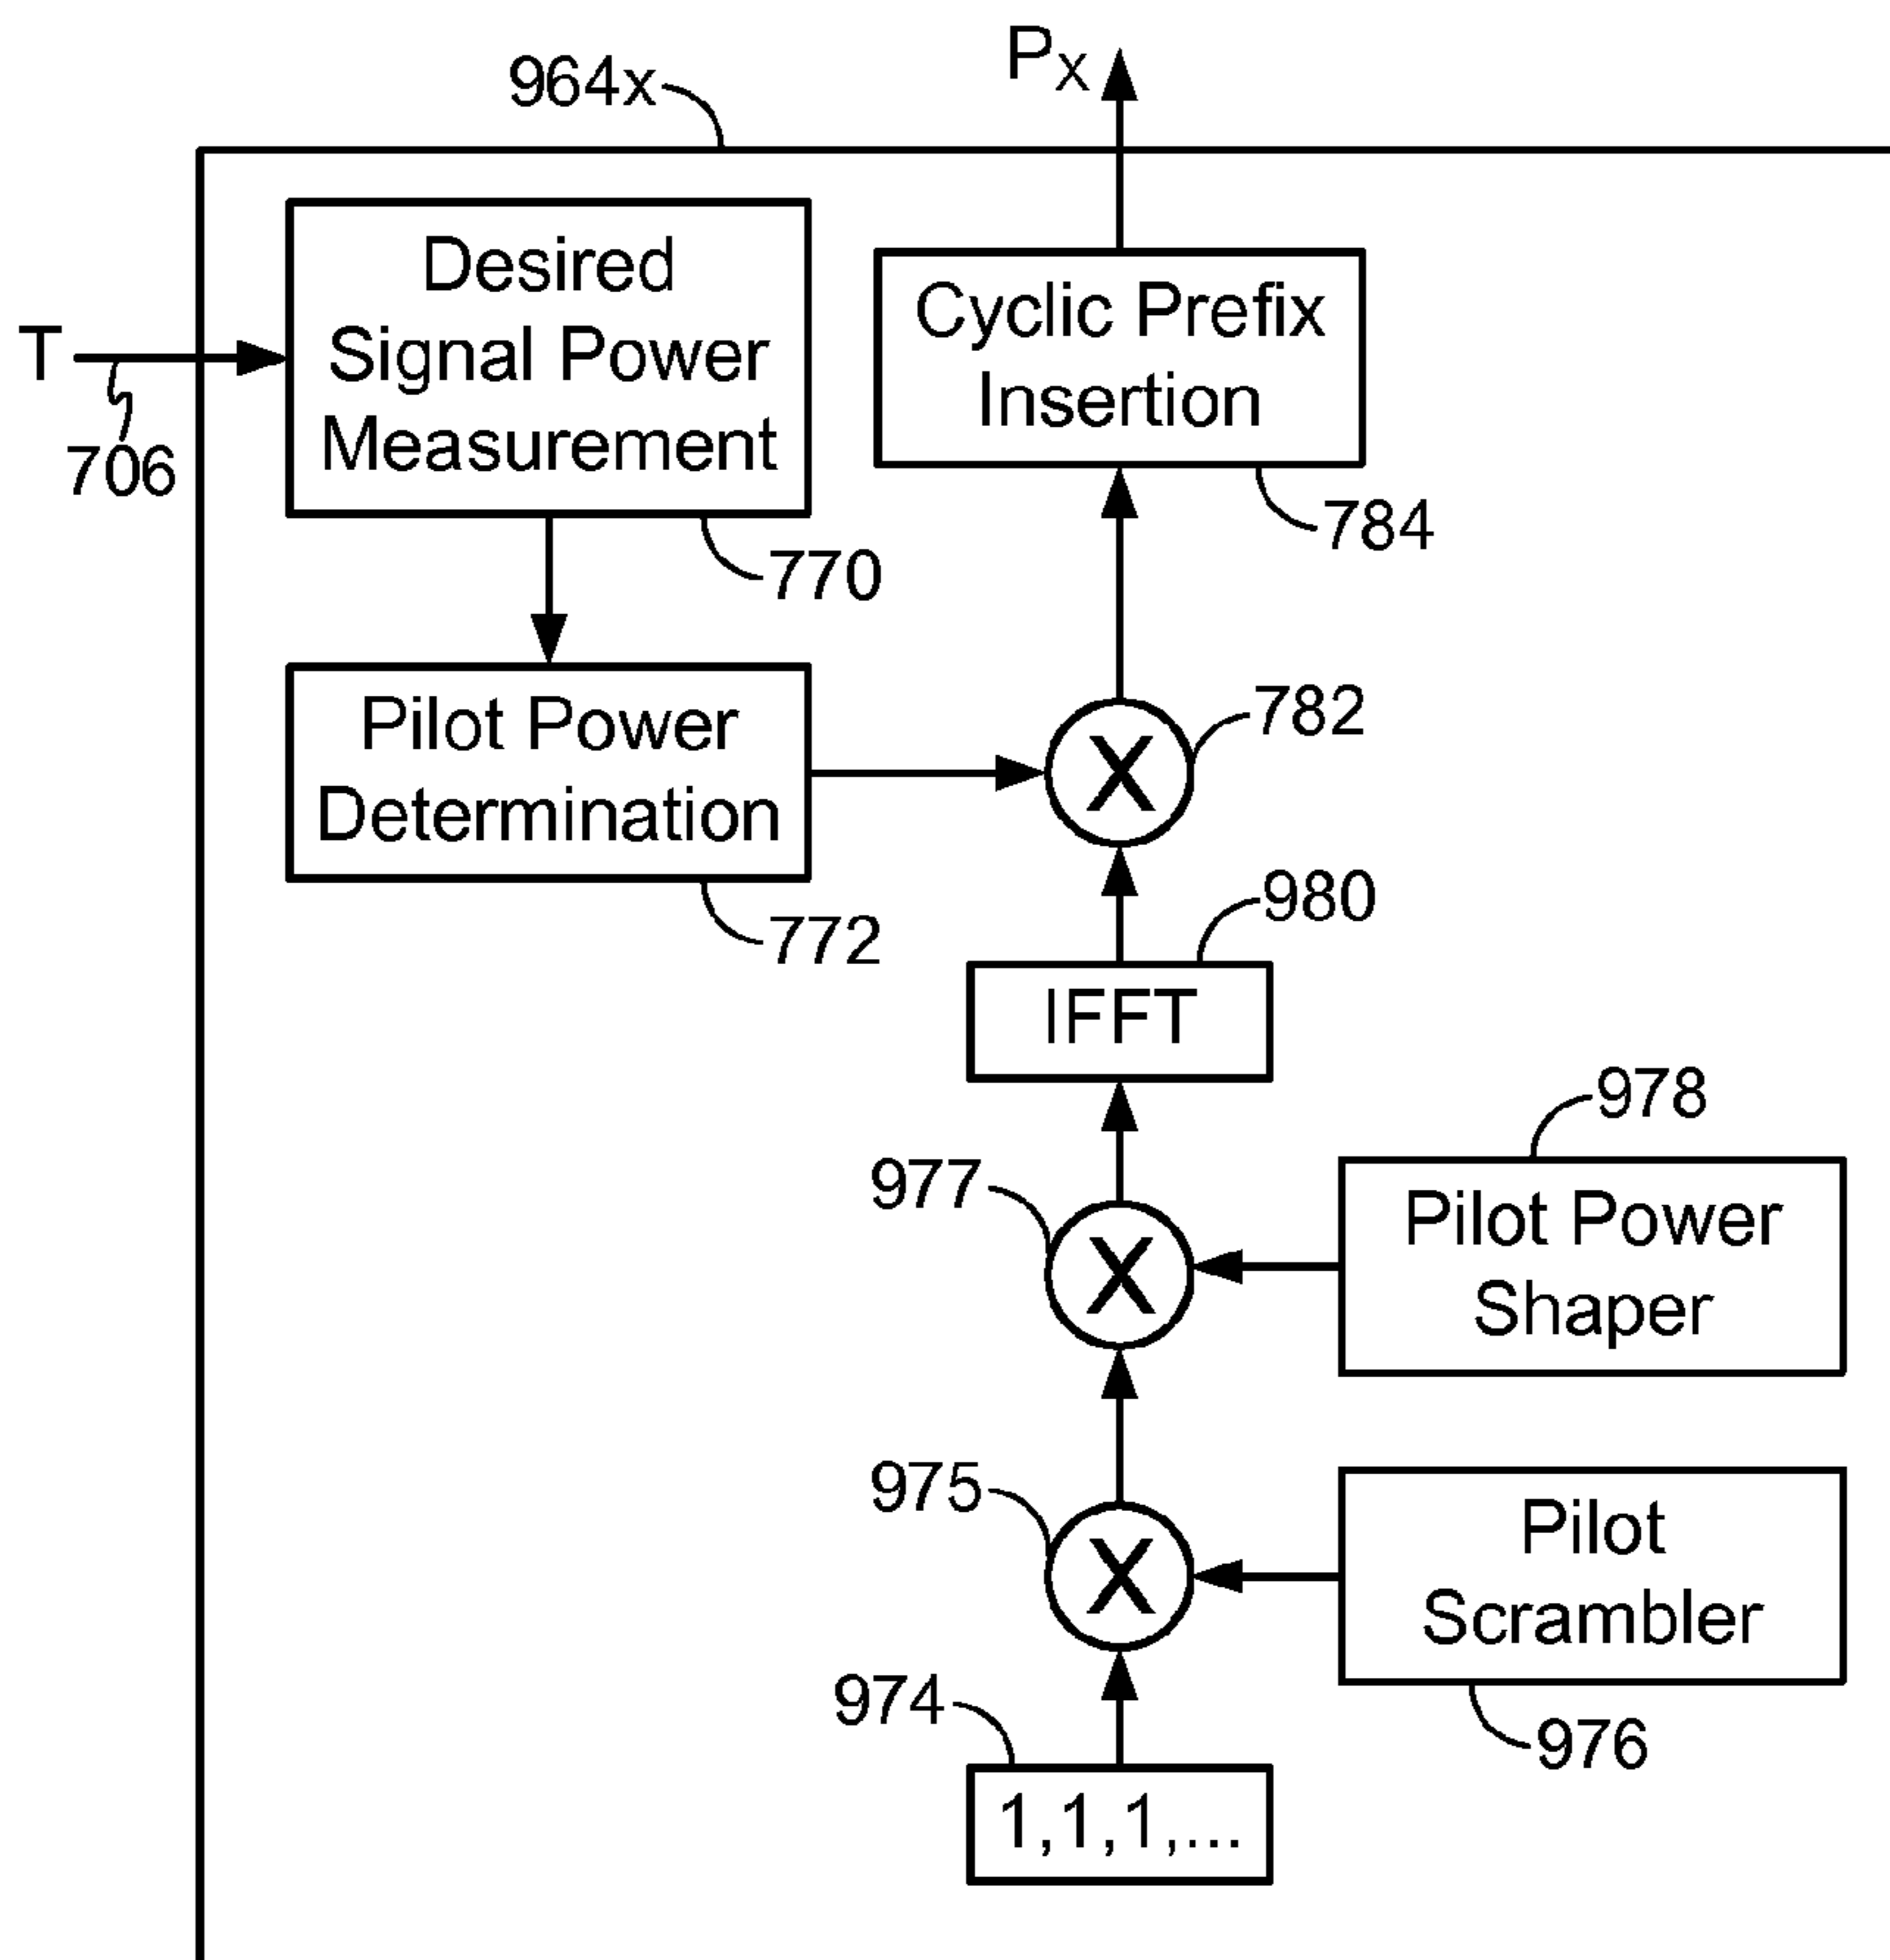 964x
PX
T
706
Desired
Signal Power
Measurement
770
Cyclic Prefix
Insertion
784
Pilot Power
Determination
772
X
782
980
IFFT
977
X
978
Pilot Power
Shaper
975
X
Pilot
Scrambler
976
974
1,1,1,...